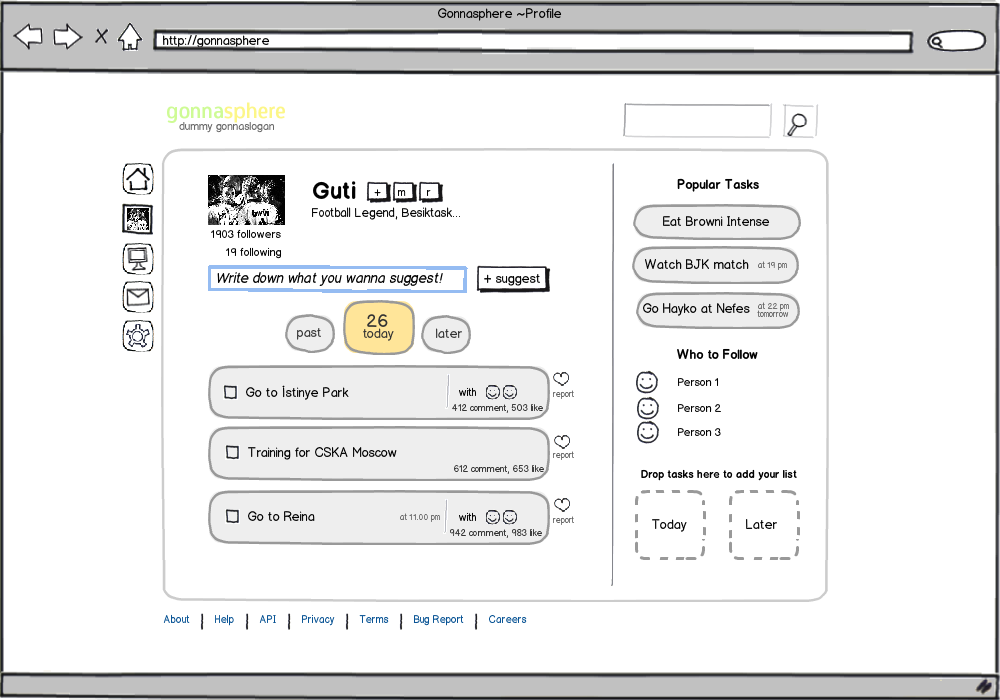 Gonnasphere ~Profile
http://gonnasphere
gonnasphere
dummy gonnaslogan
Guti + m r
Football Legend, Besiktask...
1903 followers
19 following
Write down what you wanna suggest!
+ suggest
past
26
today
later
Go to İstinye Park
with
412 comment, 503 like
report
Training for CSKA Moscow
612 comment, 653 like
report
Go to Reina
at 11.00 pm
with
942 comment, 983 like
report
Popular Tasks
Eat Browni Intense
Watch BJK match at 19 pm
Go Hayko at Nefes at 22 pm
tomorrow
Who to Follow
Person 1
Person 2
Person 3
Drop tasks here to add your list
Today
Later
About | Help | API | Privacy | Terms | Bug Report | Careers